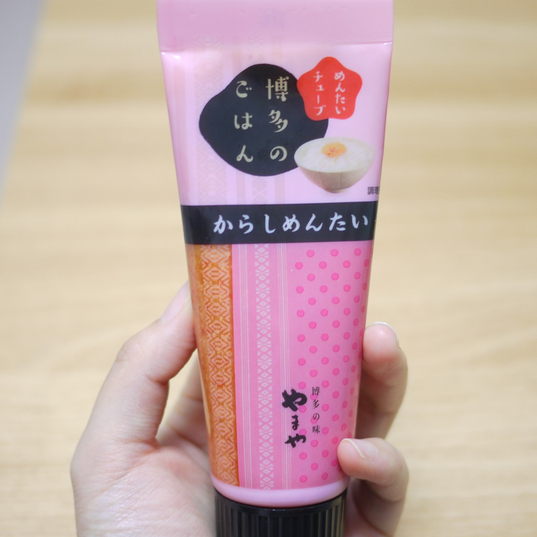 博多の
ごはん
めんたい
チューブ
調理
からしめんたい
博多の味
やまや